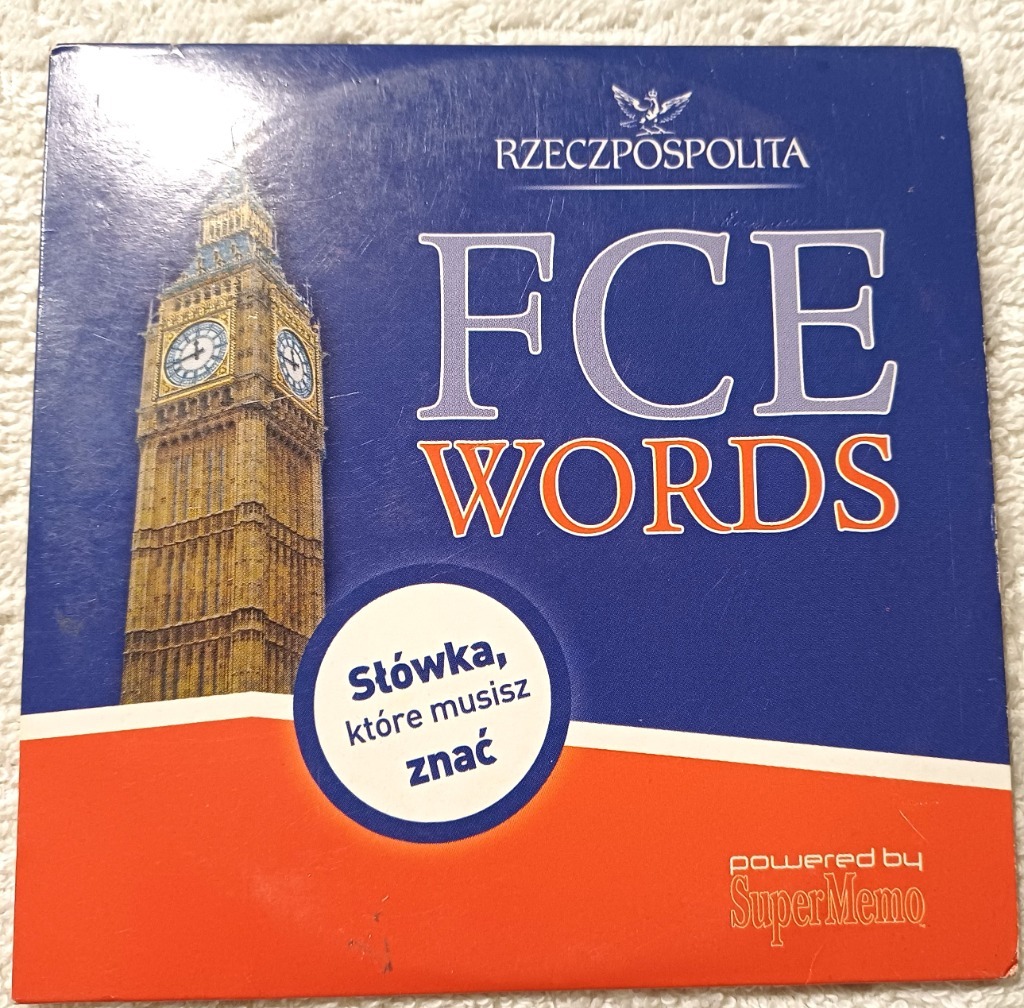 RZECZPOSPOLITA
FCE
WORDS
Słówka,
które musisz
znać
powered by
SuperMemo